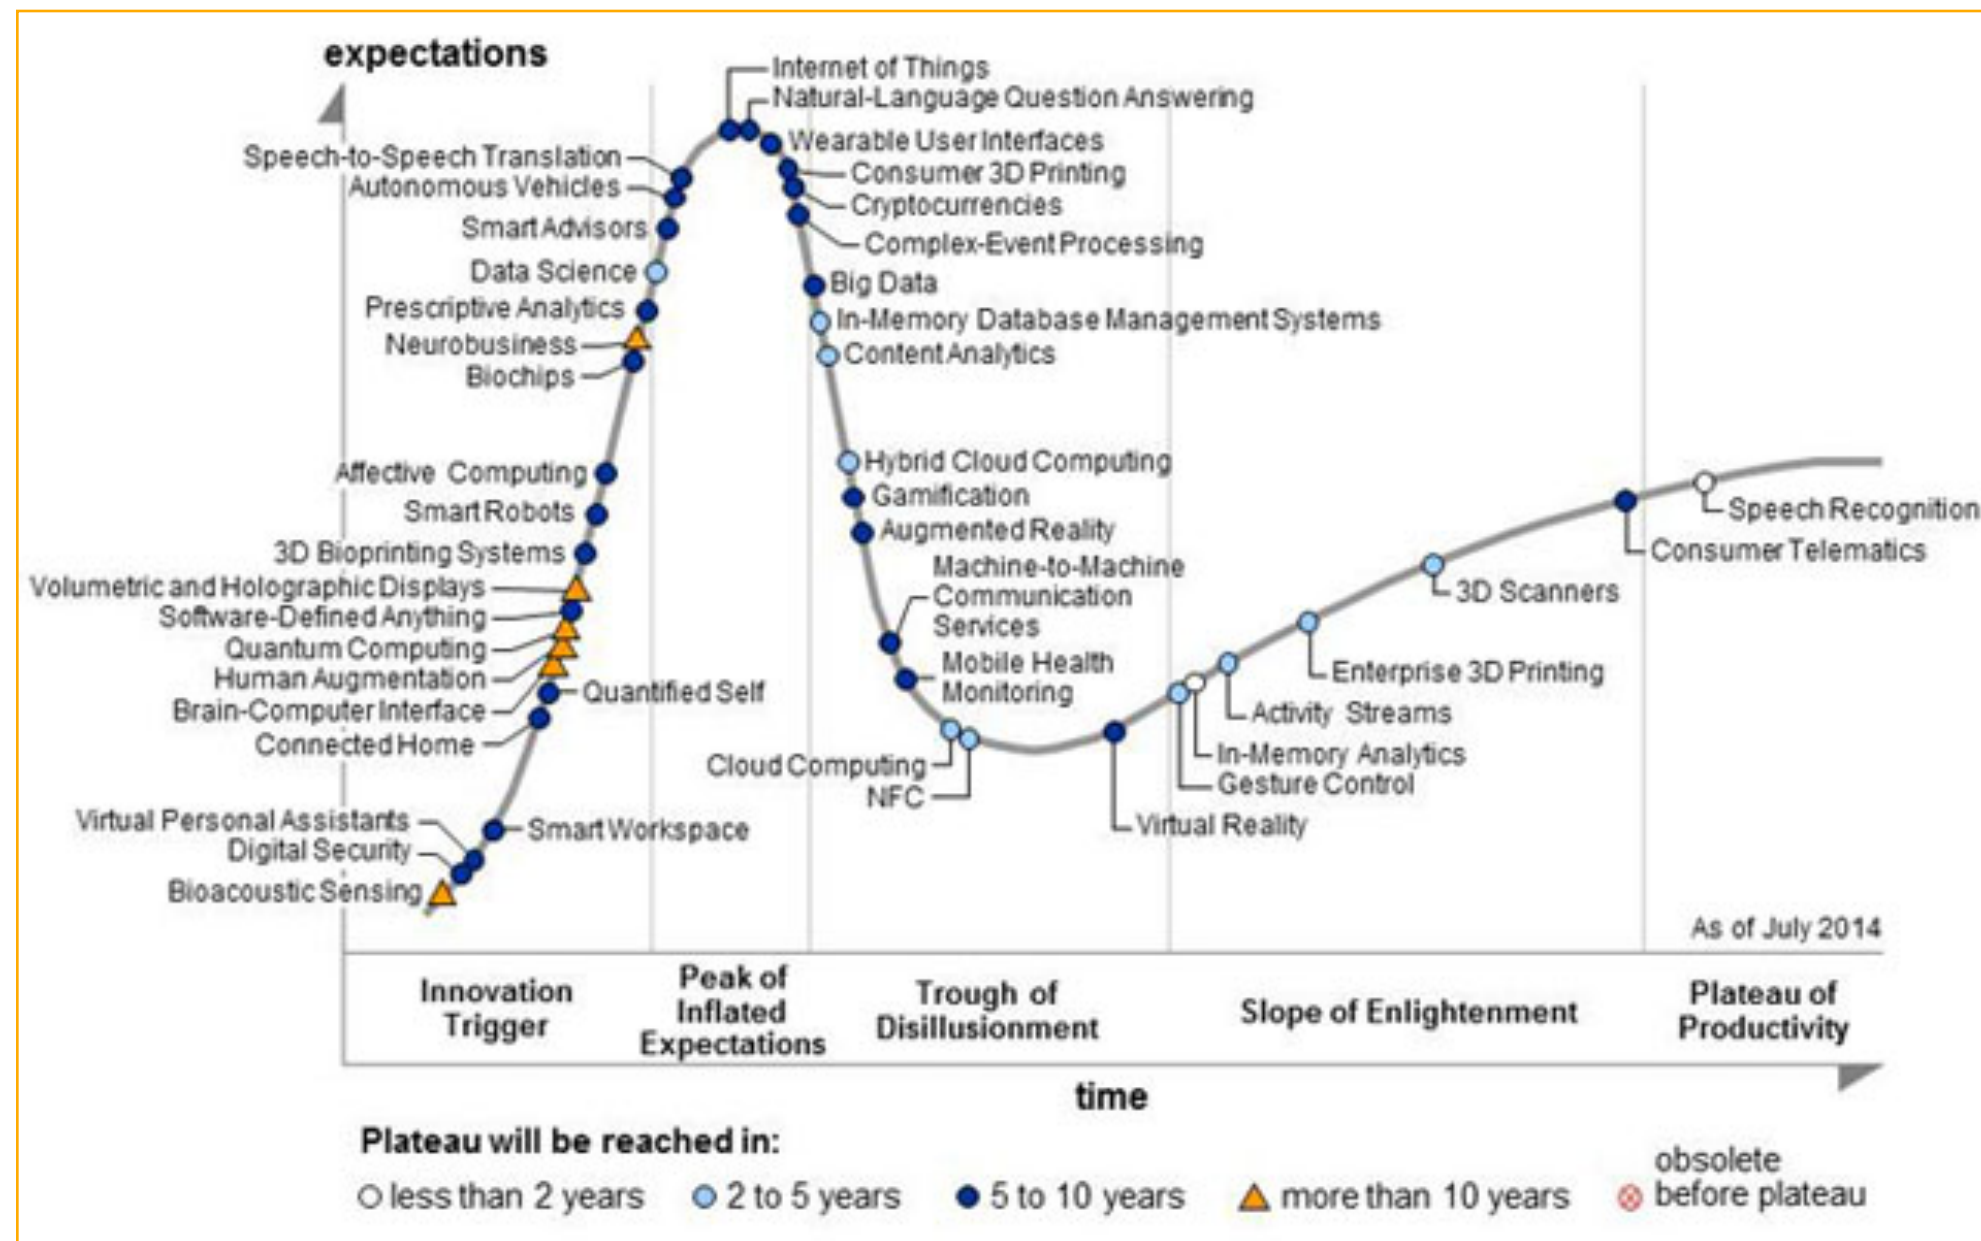 expectations
Internet of Things
Natural-Language Question Answering
Wearable User Interfaces
Consumer 3D Printing
Cryptocurrencies
Complex-Event Processing
Speech-to-Speech Translation
Autonomous Vehicles
Smart Advisors
Data Science
Prescriptive Analytics
Neurobusiness
Biochips
Big Data
In-Memory Database Management Systems
Content Analytics
Affective Computing
Smart Robots
3D Bioprinting Systems
Volumetric and Holographic Displays
Software-Defined Anything
Quantum Computing
Human Augmentation
Brain-Computer Interface
Connected Home
Quantified Self
Virtual Personal Assistants
Digital Security
Bioacoustic Sensing
Smart Workspace
Hybrid Cloud Computing
Gamification
Augmented Reality
Machine-to-Machine
Communication
Services
Mobile Health
Monitoring
Cloud Computing
NFC
Virtual Reality
Gesture Control
In-Memory Analytics
Activity Streams
Enterprise 3D Printing
3D Scanners
Consumer Telematics
Speech Recognition
As of July 2014
Innovation
Trigger
Peak of
Inflated
Expectations
Trough of
Disillusionment
Slope of Enlightenment
Plateau of
Productivity
time
Plateau will be reached in:
less than 2 years
2 to 5 years
5 to 10 years
more than 10 years
obsolete
before plateau